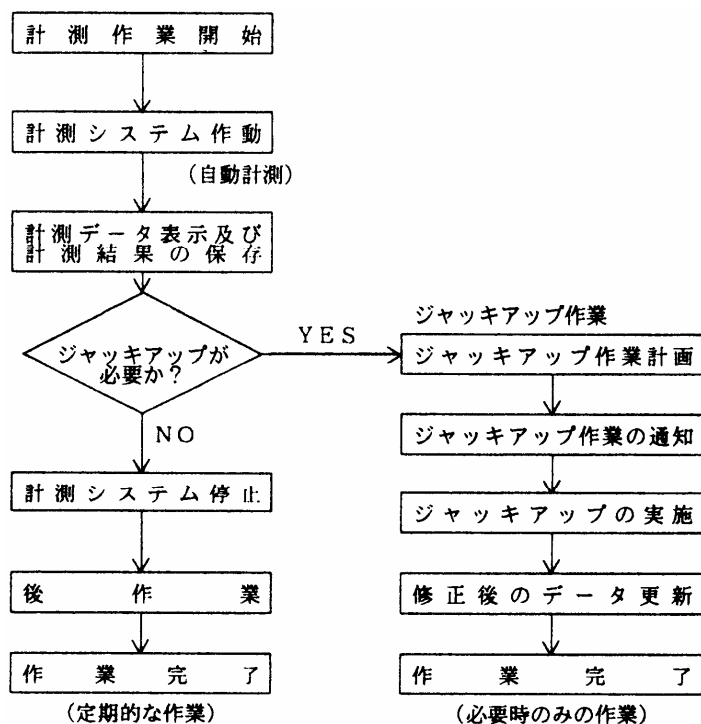 計測作業開始
計測システム作動
(自動計測)
計測データ表示及び
計測結果の保存
ジャッキアップが
必要か?
YES
NO
計測システム停止
後作業
作業完了
(定期的な作業)
ジャッキアップ作業
ジャッキアップ作業計画
ジャッキアップ作業の通知
ジャッキアップの実施
修正後のデータ更新
作業完了
(必要時のみの作業)